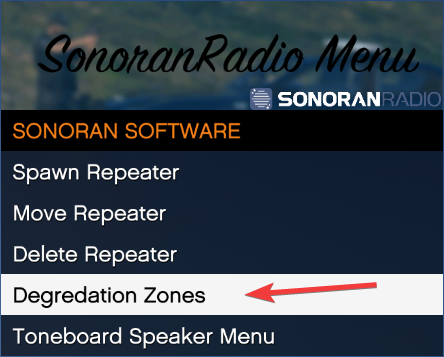 SonoranRadio Menu
SONORANRADIO
SONORAN SOFTWARE
Spawn Repeater
Move Repeater
Delete Repeater
Degredation Zones
Toneboard Speaker Menu